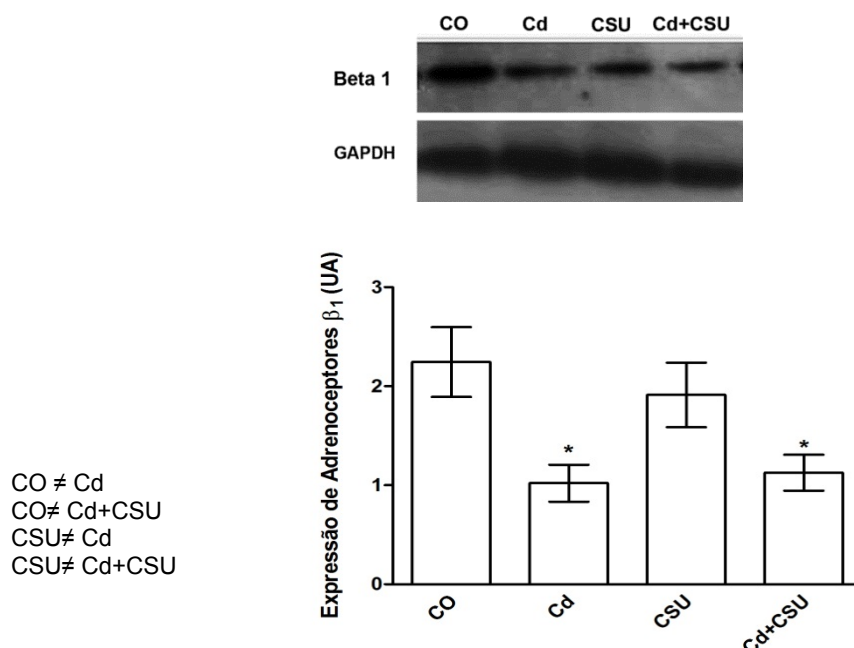 CO Cd CSU Cd+CSU
Beta 1
GAPDH
Expressão de Adrenoceptores β1 (UA)
3
2
1
0
*
*
CO Cd CSU Cd+CSU
CO ≠ Cd
CO≠ Cd+CSU
CSU≠ Cd
CSU≠ Cd+CSU